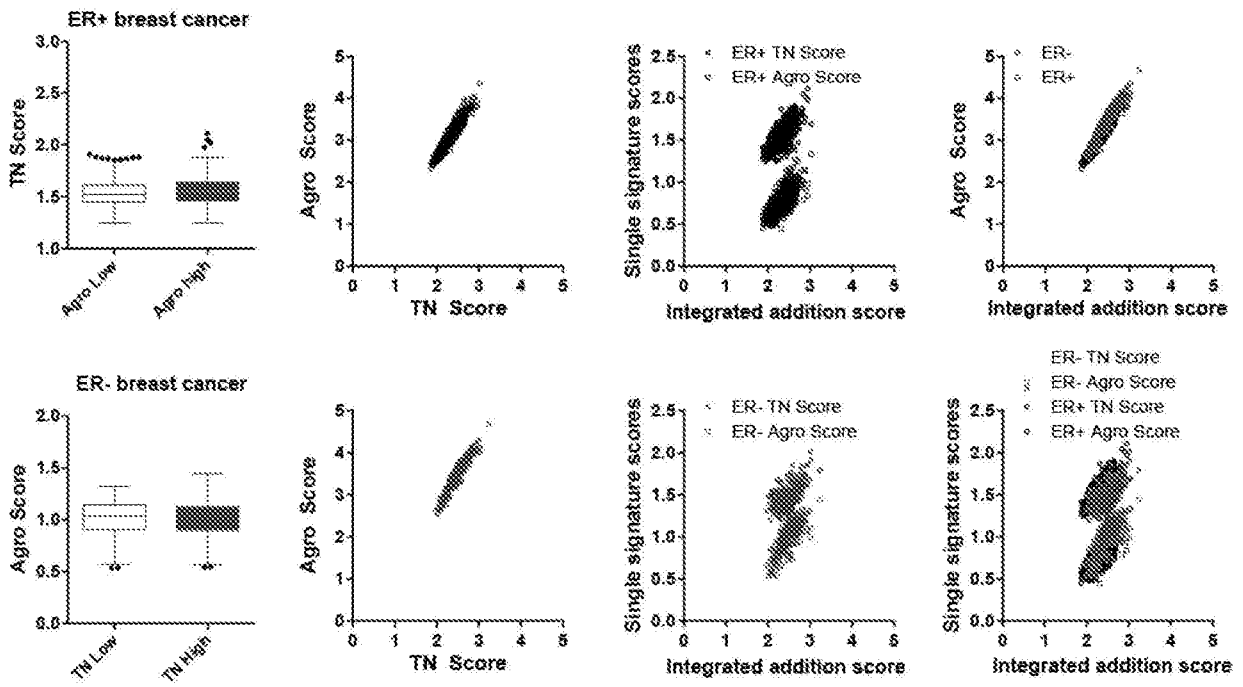 ER+ breast cancer
TN Score
3.0
2.5
2.0
1.5
1.0
Agro Low
Agro high
Agro Score
5
4
3
2
1
0
0 1 2 3 4 5
TN Score
ER+ TN Score
ER+ Agro Score
Single signature scores
2.5
2.0
1.5
1.0
0.5
0.0
0 1 2 3 4 5
Integrated addition score
ER-
ER+
Agro Score
5
4
3
2
1
0
0 1 2 3 4 5
Integrated addition score
ER- breast cancer
Agro Score
2.0
1.5
1.0
0.5
0.0
TN Low
TN High
Agro Score
5
4
3
2
1
0
0 1 2 3 4 5
TN Score
ER- TN Score
ER- Agro Score
Single signature scores
2.5
2.0
1.5
1.0
0.5
0.0
0 1 2 3 4 5
Integrated addition score
ER- TN Score
ER- Agro Score
ER+ TN Score
ER+ Agro Score
Single signature scores
2.5
2.0
1.5
1.0
0.5
0.0
0 1 2 3 4 5
Integrated addition score